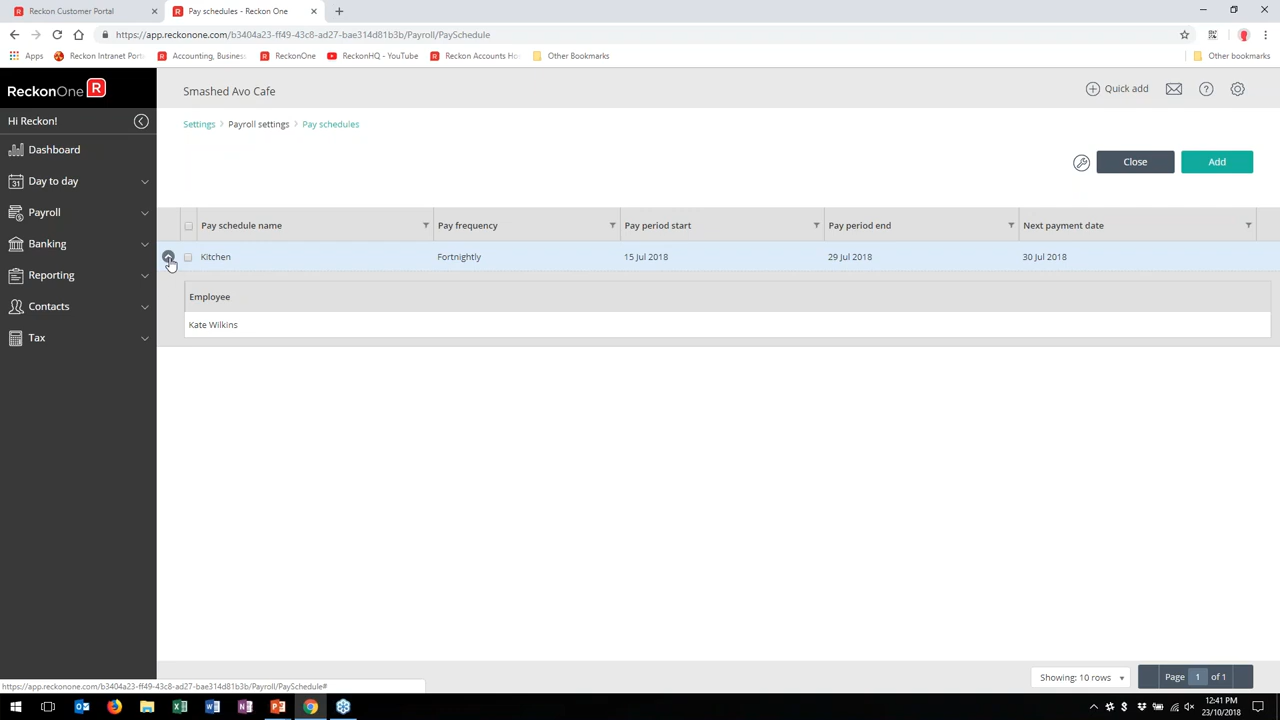 Reckon Customer Portal
Pay schedules - Reckon One
https://app.reckonone.com/b3404a23-ff49-43c8-ad27-bae314d81b3b/Payroll/PaySchedule
Apps Reckon Intranet Port Accounting, Busines ReckonOne ReckonHQ - YouTube Reckon Accounts Ho Other Bookmarks Other bookmarks
ReckonOne R
Smashed Avo Cafe
Quick add
Hi Reckon!
Settings > Payroll settings > Pay schedules
Dashboard
Close Add
Day to day
Payroll
Banking
Reporting
Contacts
Tax
Pay schedule name Pay frequency Pay period start Pay period end Next payment date
Kitchen Fortnightly 15 Jul 2018 29 Jul 2018 30 Jul 2018
Employee
Kate Wilkins
Showing: 10 rows Page 1 of 1
https://app.reckonone.com/b3404a23-ff49-43c8-ad27-bae314d81b3b/Payroll/PaySchedule#
12:41 PM
23/10/2018